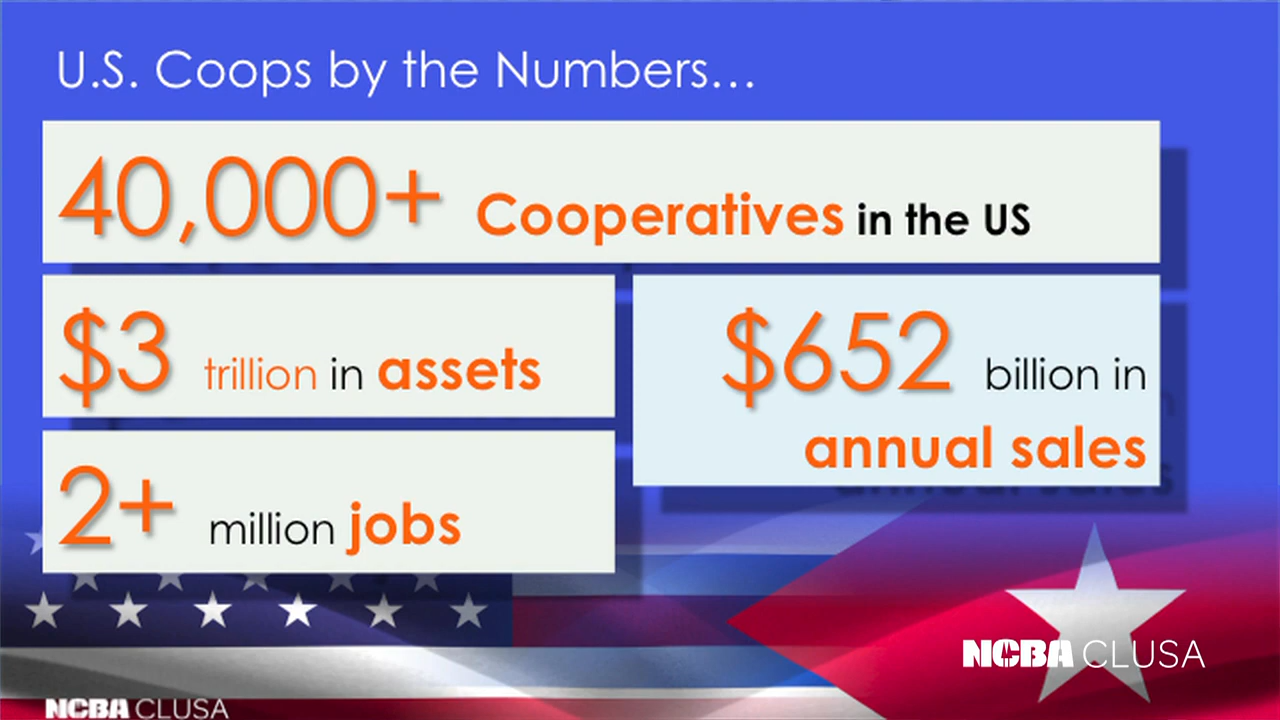 U.S. Coops by the Numbers…
40,000+ Cooperatives in the US
$3 trillion in assets
$652 billion in
annual sales
2+ million jobs
NCBA CLUSA
NCBA CLUSA